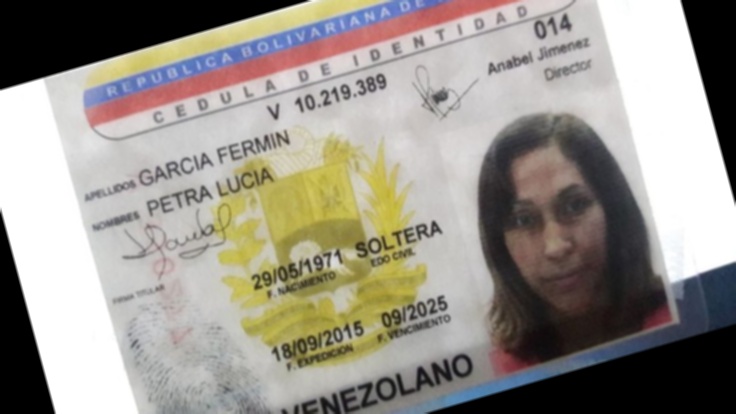 REPUBLICA BOLIVARIANA DE
CEDULA DE IDENTIDAD
V 10.219.389
014
Anabel Jimenez
Director
APELLIDOS GARCIA FERMIN
NOMBRES PETRA LUCIA
FIRMA TITULAR
29/05/1971 SOLTERA
F. NACIMIENTO EDO CIVIL
18/09/2015 09/2025
F. EXPEDICION F. VENCIMIENTO
VENEZOLANO